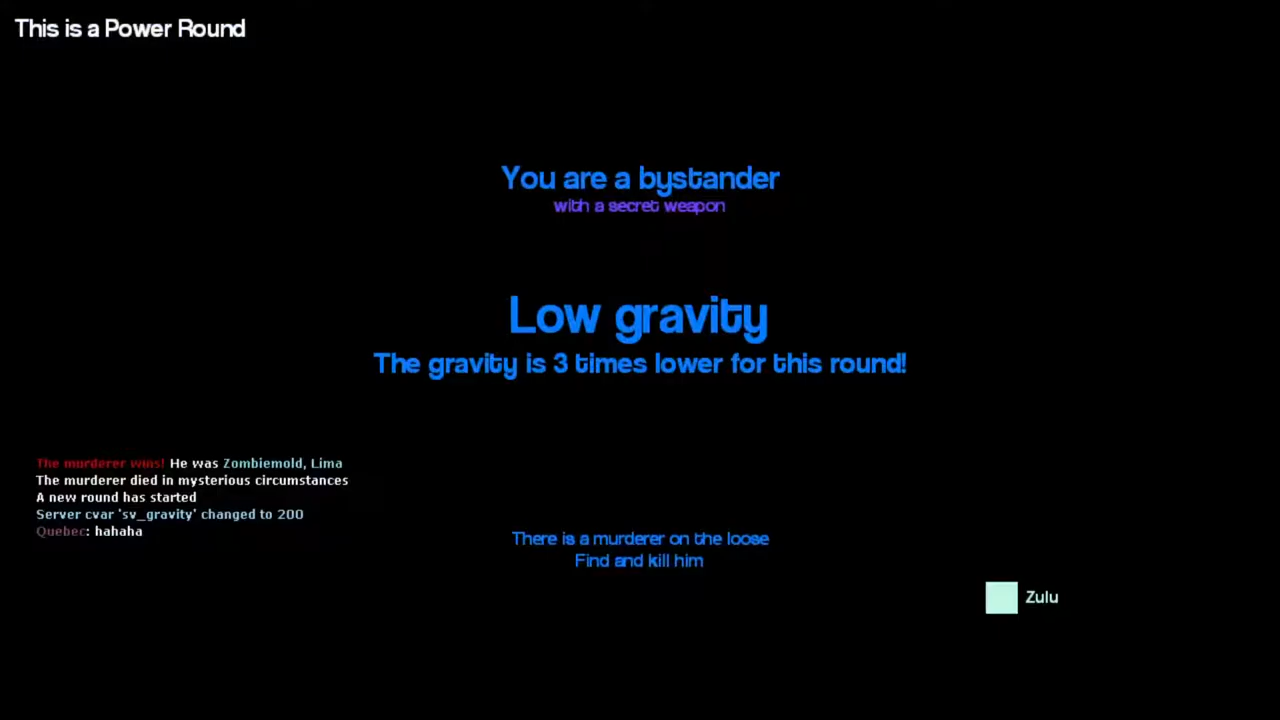 This is a Power Round
You are a bystander
with a secret weapon
Low gravity
The gravity is 3 times lower for this round!
The murderer wins! He was Zombiemold, Lima
The murderer died in mysterious circumstances
A new round has started
Server cvar 'sv_gravity' changed to 200
Quebec: hahaha
There is a murderer on the loose
Find and kill him
Zulu